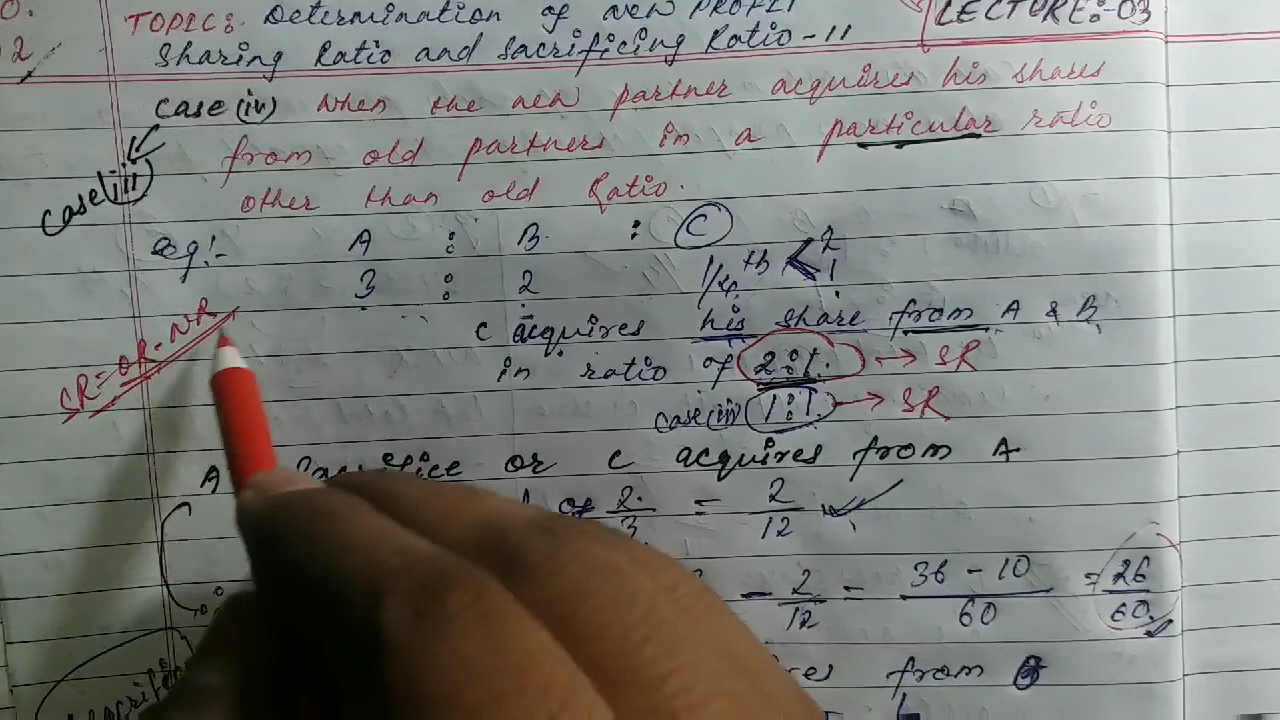 0.
2
TOPIC: Determination of new PROFIT
Sharing Ratio and Sacrificing Ratio-II
LECTURE:-03
case (iv) when the new partner acquires his shares
from old partners in a particular ratio
other than old Ratio.
case(iii)
eg:- A : B : C
3 : 2 1/4th < 2 1
c acquires his share from A & B
in ratio of 2:1. → SR
case(iii) 1:1 → SR
SR = OR - NR
A or c acquires from A
of 2/3 = 2/12
- 2/12 = 36 - 10/60 = 26/60
from